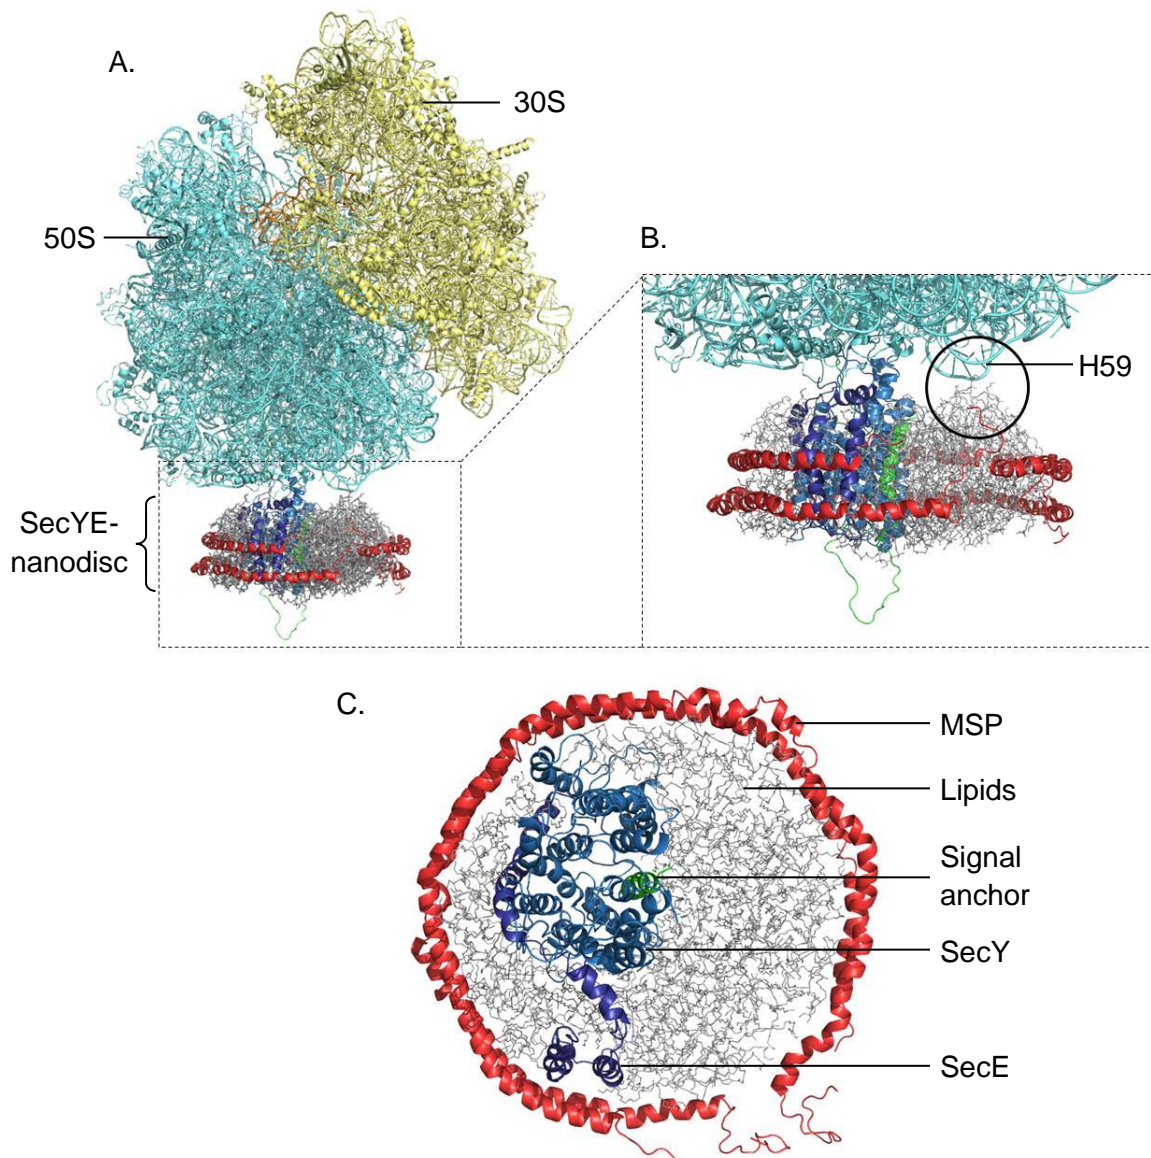 A.
30S
50S
B.
H59
SecYE-
nanodisc
C.
MSP
Lipids
Signal
anchor
SecY
SecE